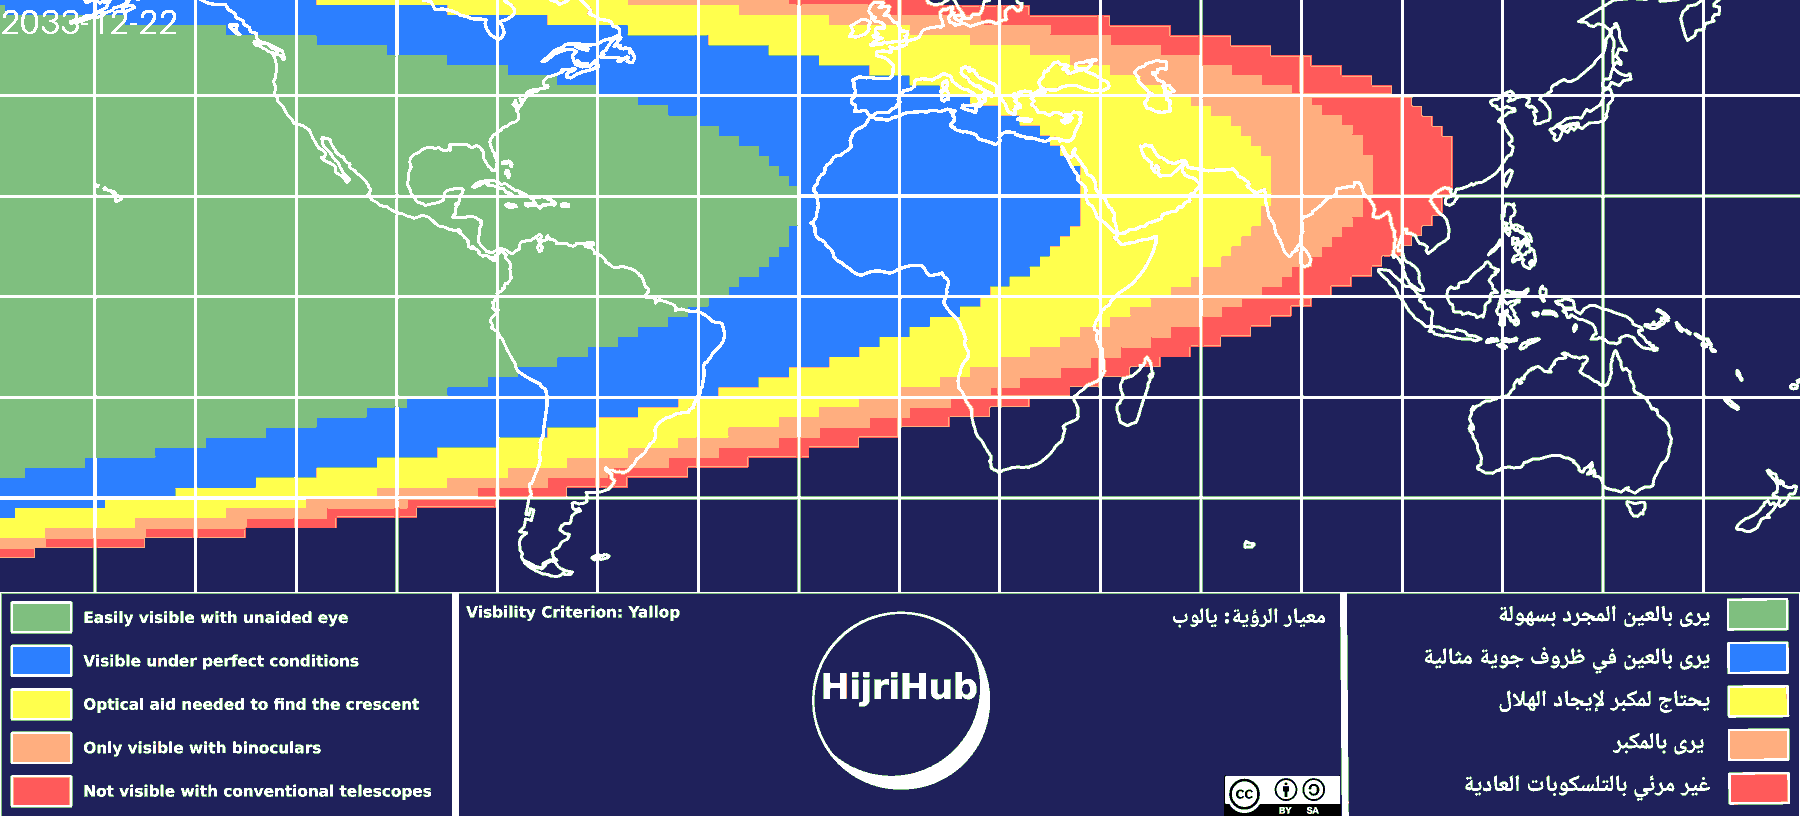 2033-12-22
Easily visible with unaided eye
Visible under perfect conditions
Optical aid needed to find the crescent
Only visible with binoculars
Not visible with conventional telescopes
Visbility Criterion: Yallop
معيار الرؤية: يالوب
HijriHub
cc
BY SA
يرى بالعين المجرد بسهولة
يرى بالعين في ظروف جوية مثالية
يحتاج لمكبر لإيجاد الهلال
يرى بالمكبر
غير مرئي بالتلسكوبات العادية